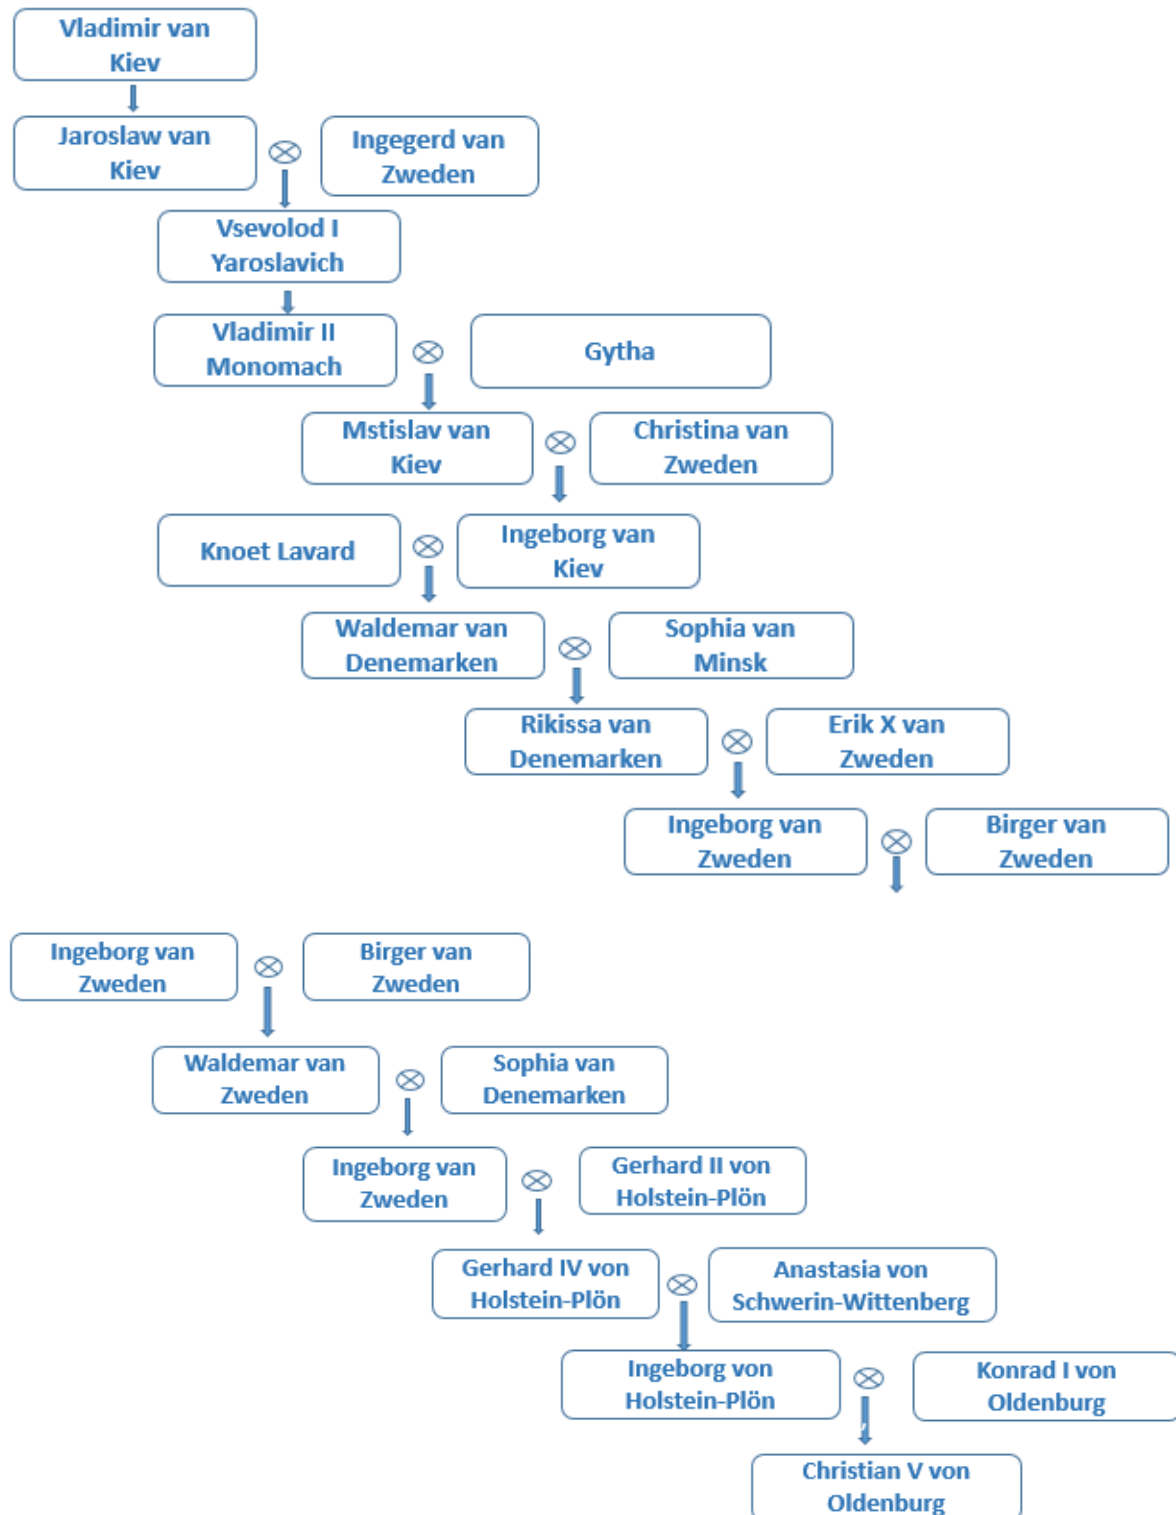 Vladimir van
Kiev
Jaroslaw van
Kiev
Ingegerd van
Zweden
Vsevolod I
Yaroslavich
Vladimir II
Monomach
Gytha
Mstislav van
Kiev
Christina van
Zweden
Knoet Lavard
Ingeborg van
Kiev
Waldemar van
Denemarken
Sophia van
Minsk
Rikissa van
Denemarken
Erik X van
Zweden
Ingeborg van
Zweden
Birger van
Zweden
Ingeborg van
Zweden
Birger van
Zweden
Waldemar van
Zweden
Sophia van
Denemarken
Ingeborg van
Zweden
Gerhard II von
Holstein-Plön
Gerhard IV von
Holstein-Plön
Anastasia von
Schwerin-Wittenberg
Ingeborg von
Holstein-Plön
Konrad I von
Oldenburg
Christian V von
Oldenburg